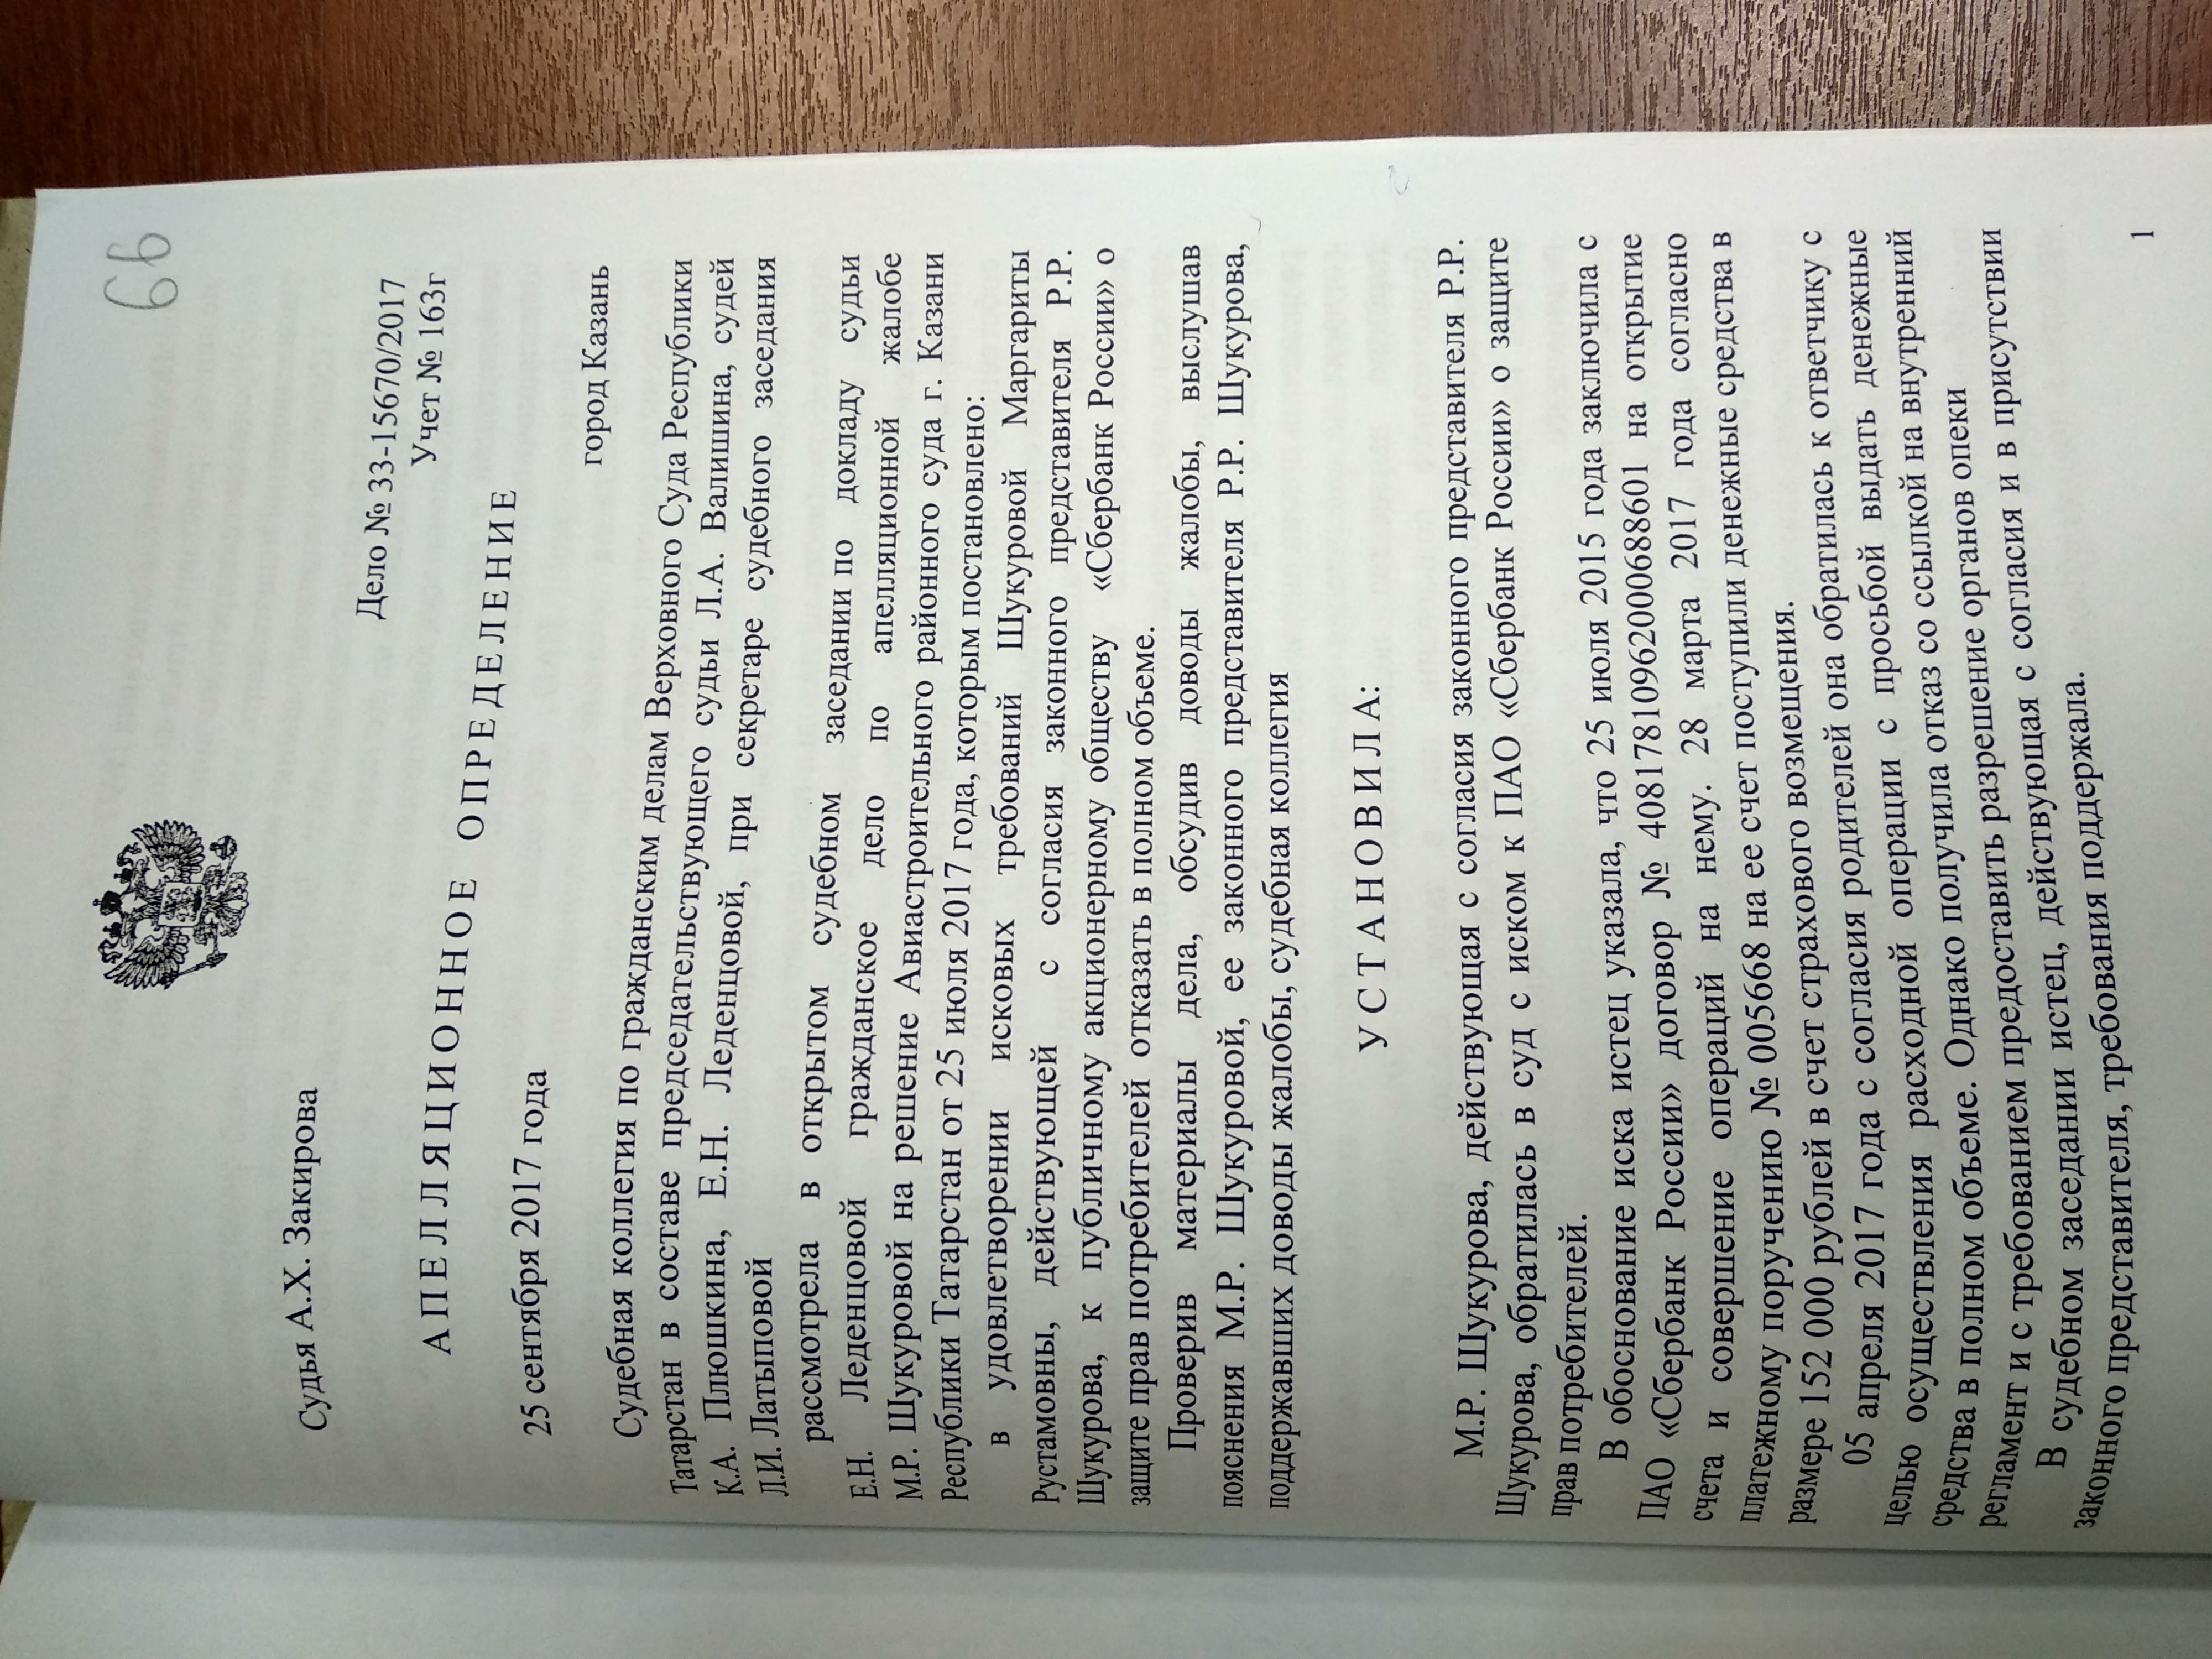 66
Судья А.Х. Закирова
Дело № 33-15670/2017
Учет № 163г
АПЕЛЛЯЦИОННОЕ ОПРЕДЕЛЕНИЕ
25 сентября 2017 года город Казань
Судебная коллегия по гражданским делам Верховного Суда Республики
Татарстан в составе председательствующего судьи Л.А. Валишина, судей
К.А. Плюшкина, Е.Н. Леденцовой, при секретаре судебного заседания
Л.И. Латыповой
рассмотрела в открытом судебном заседании по докладу судьи
Е.Н. Леденцовой гражданское дело по апелляционной жалобе
М.Р. Шукуровой на решение Авиастроительного районного суда г. Казани
Республики Татарстан от 25 июля 2017 года, которым постановлено:
в удовлетворении исковых требований Шукуровой Маргариты
Рустамовны, действующей с согласия законного представителя Р.Р.
Шукурова, к публичному акционерному обществу «Сбербанк России» о
защите прав потребителей отказать в полном объеме.
Проверив материалы дела, обсудив доводы жалобы, выслушав
пояснения М.Р. Шукуровой, ее законного представителя Р.Р. Шукурова,
поддержавших доводы жалобы, судебная коллегия
УСТАНОВИЛА:
М.Р. Шукурова, действующая с согласия законного представителя Р.Р.
Шукурова, обратилась в суд с иском к ПАО «Сбербанк России» о защите
прав потребителей.
В обоснование иска истец указала, что 25 июля 2015 года заключила с
ПАО «Сбербанк России» договор № 40817810962000688601 на открытие
счета и совершение операций на нему. 28 марта 2017 года согласно
платежному поручению № 005668 на ее счет поступили денежные средства в
размере 152 000 рублей в счет страхового возмещения.
05 апреля 2017 года с согласия родителей она обратилась к ответчику с
целью осуществления расходной операции с просьбой выдать денежные
средства в полном объеме. Однако получила отказ со ссылкой на внутренний
регламент и с требованием предоставить разрешение органов опеки
В судебном заседании истец, действующая с согласия и в присутствии
законного представителя, требования поддержала.
1